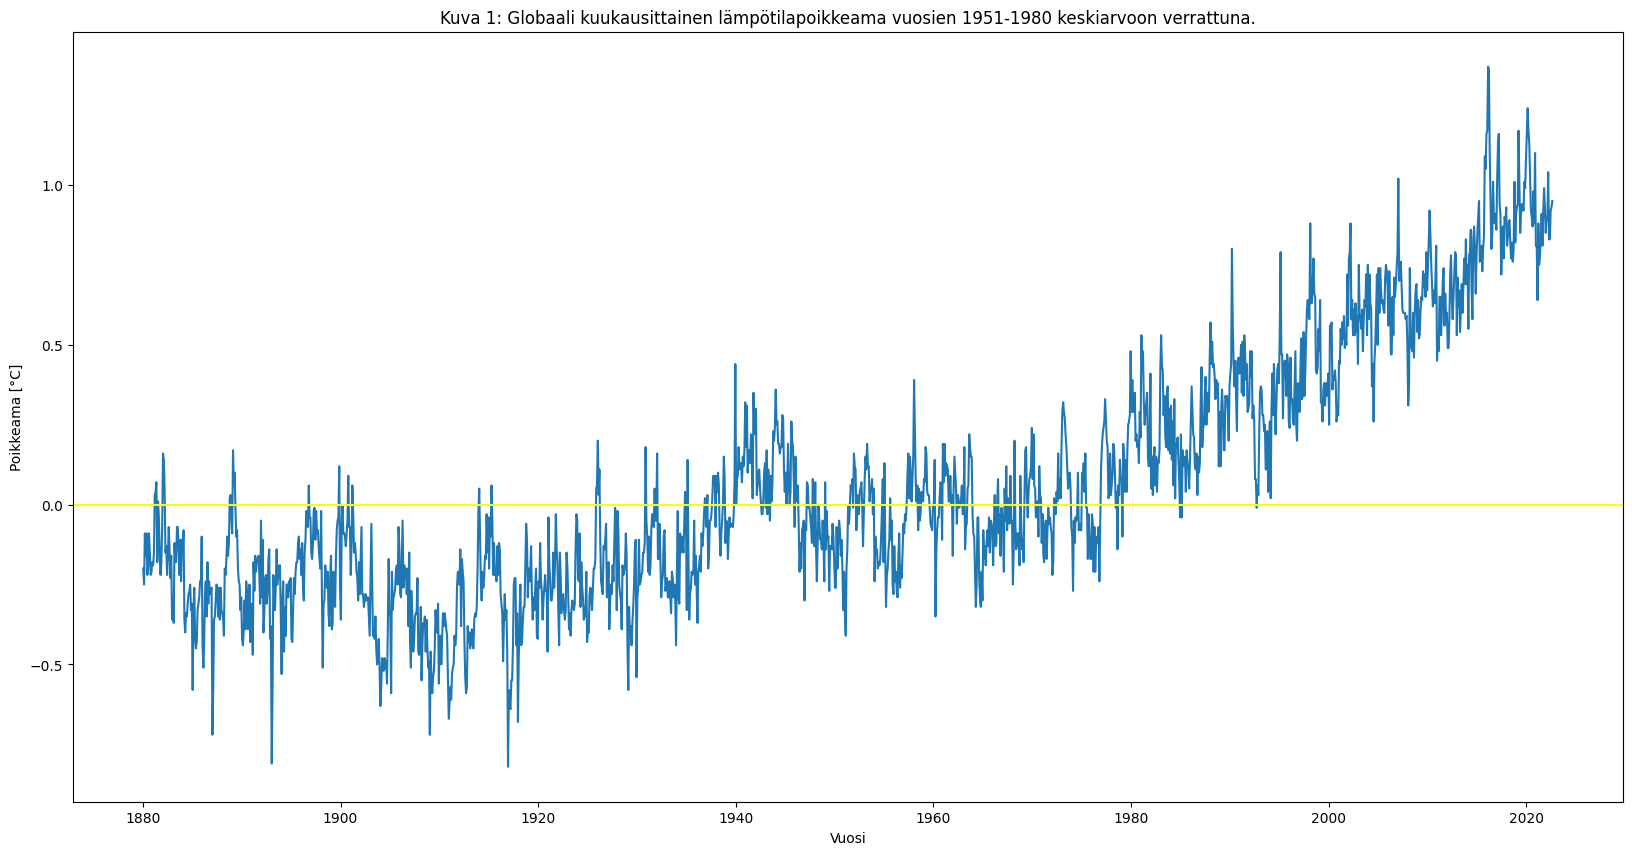 Kuva 1: Globaali kuukausittainen lämpötilapoikkeama vuosien 1951-1980 keskiarvoon verrattuna.
Poikkeama [°C]
1.0
0.5
0.0
−0.5
1880 1900 1920 1940 1960 1980 2000 2020
Vuosi